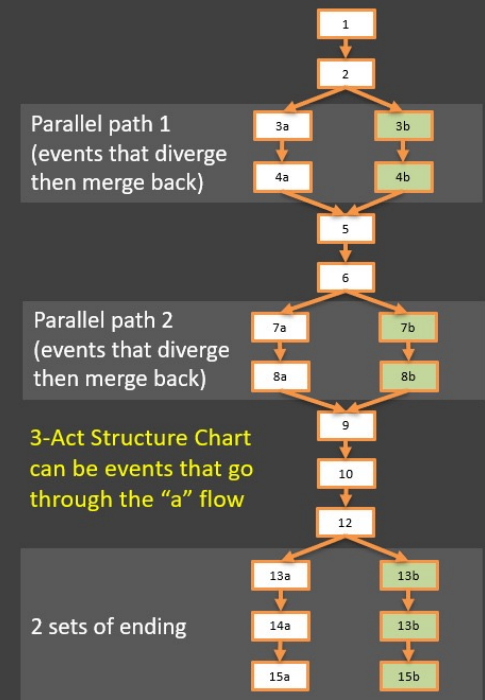 1
2
Parallel path 1
(events that diverge
then merge back)
3a
3b
4a
4b
5
6
Parallel path 2
(events that diverge
then merge back)
7a
7b
8a
8b
9
3-Act Structure Chart
can be events that go
through the “a” flow
10
12
2 sets of ending
13a
13b
14a
13b
15a
15b